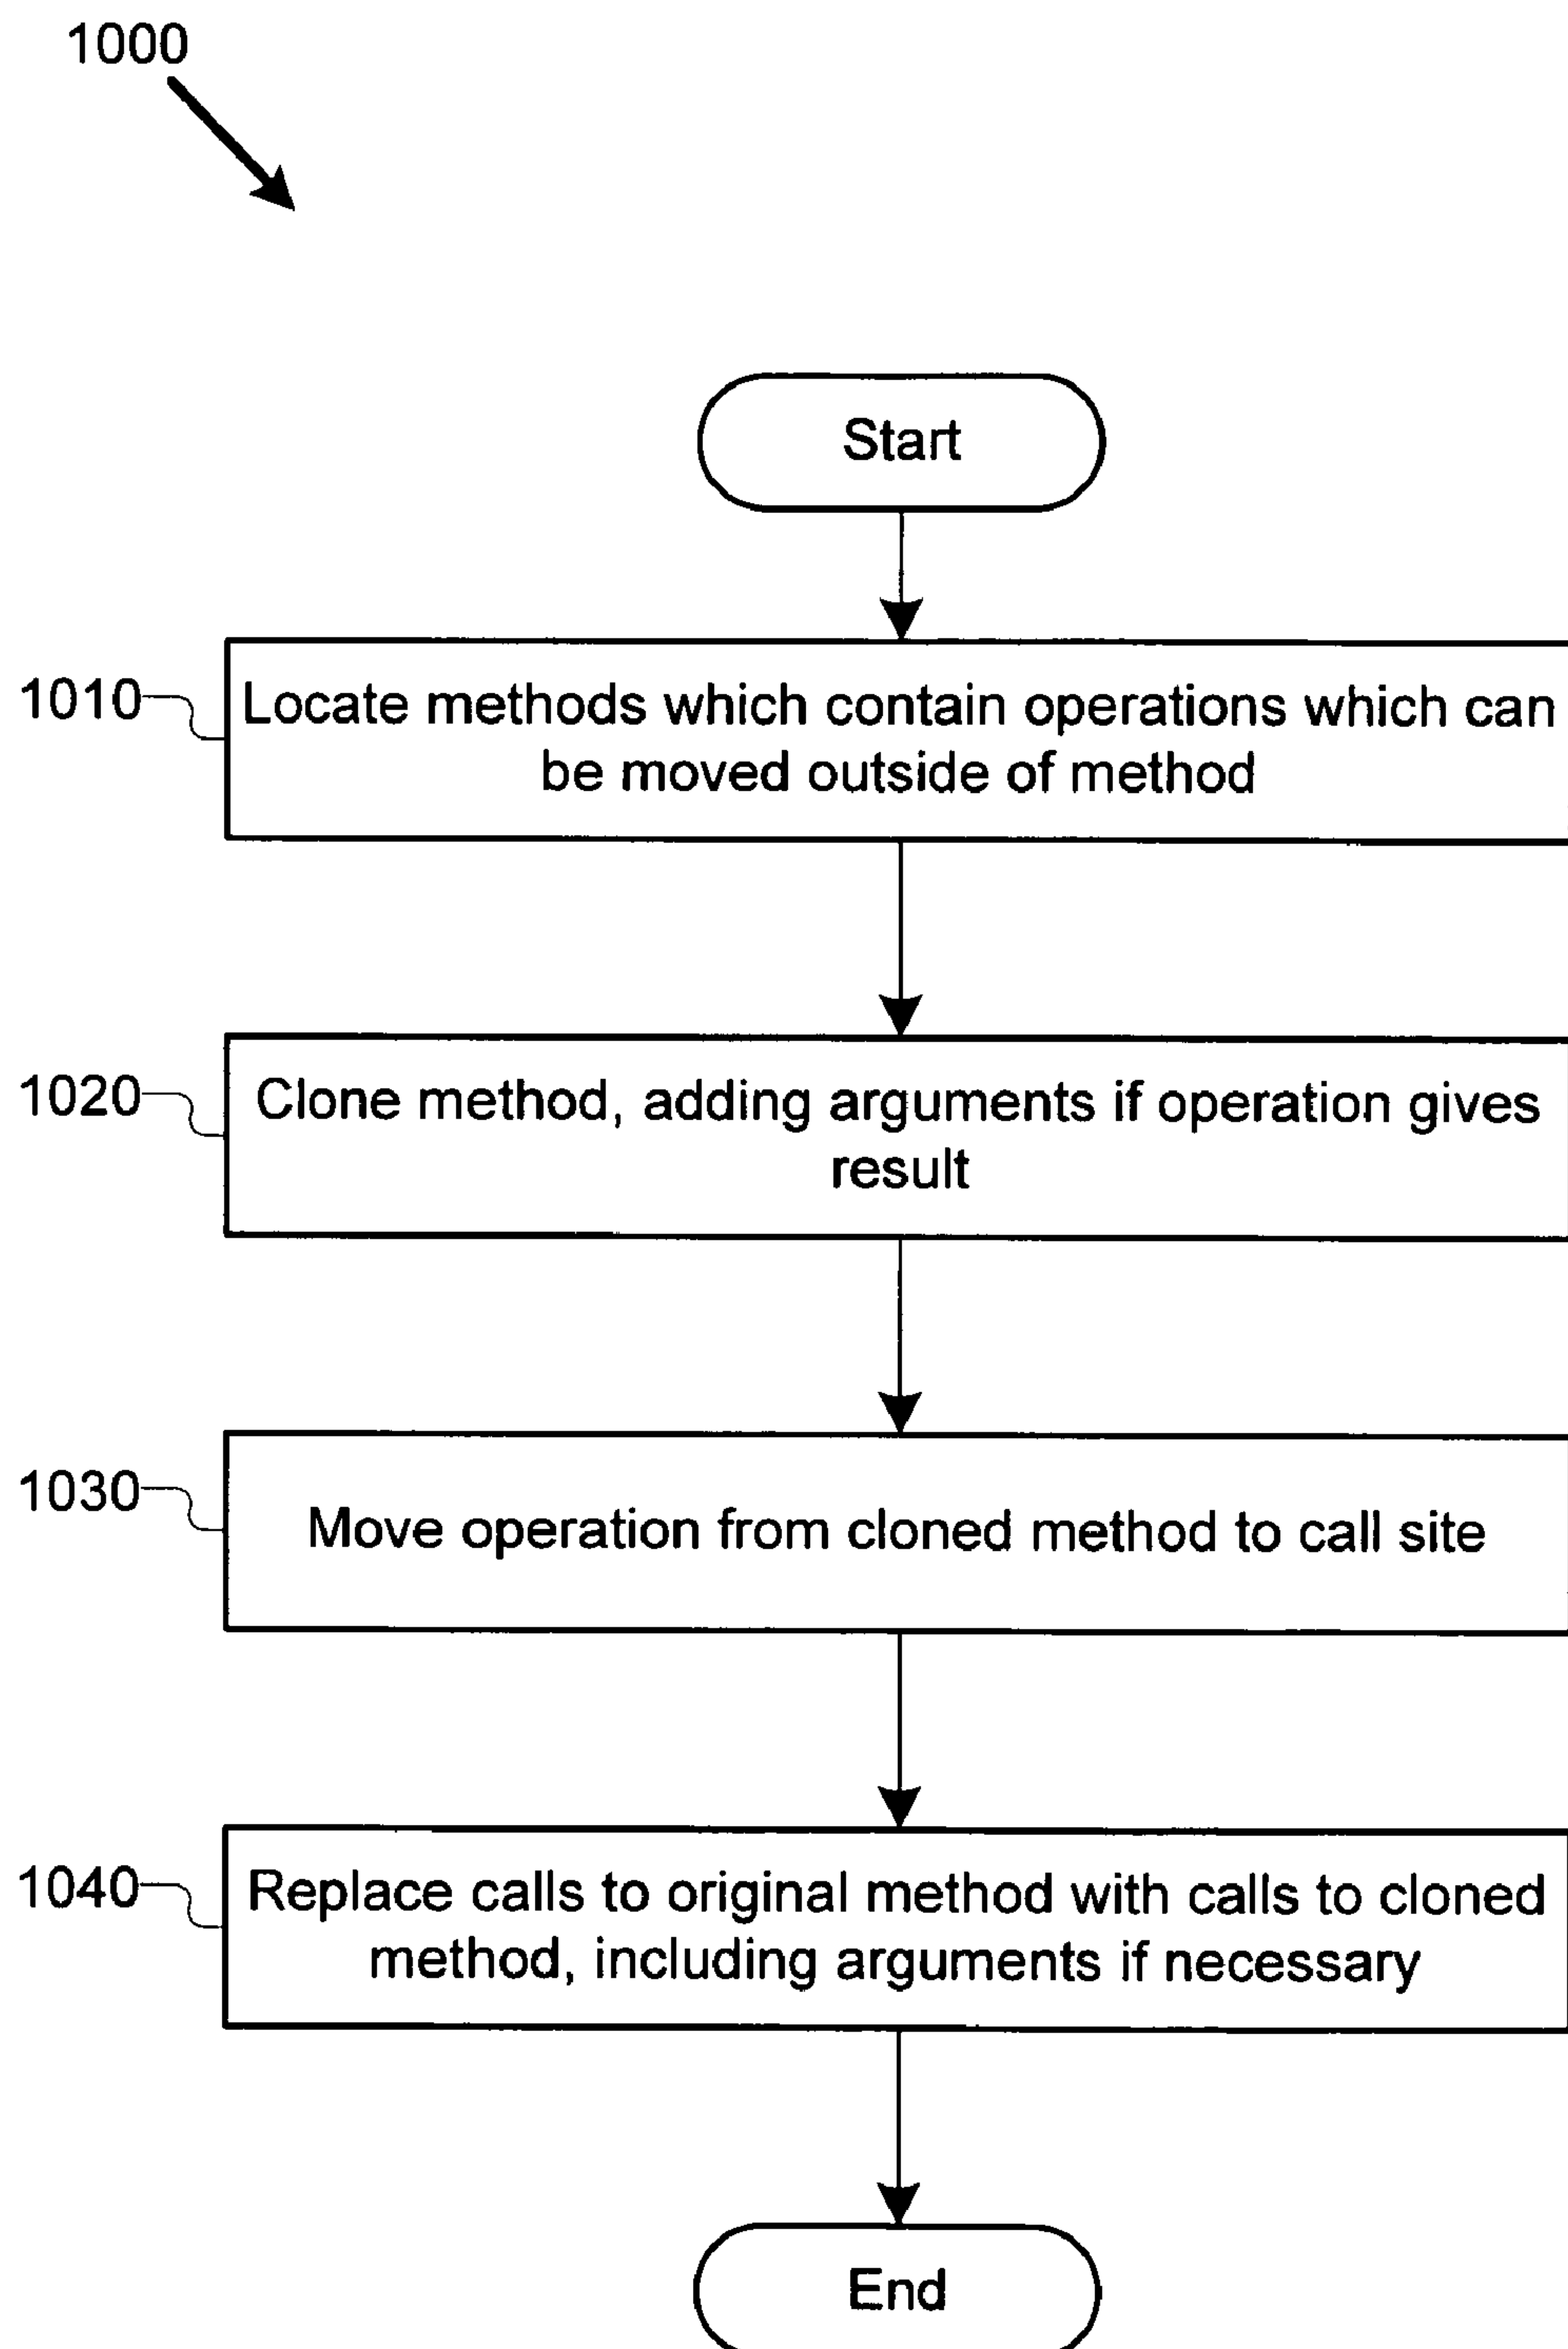 1000
Start
1010
Locate methods which contain operations which can
be moved outside of method
1020
Clone method, adding arguments if operation gives
result
1030
Move operation from cloned method to call site
1040
Replace calls to original method with calls to cloned
method, including arguments if necessary
End